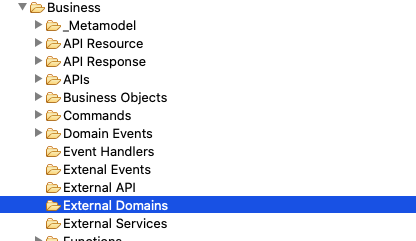 Business
_Metamodel
API Resource
API Response
APIs
Business Objects
Commands
Domain Events
Event Handlers
Extenal Events
External API
External Domains
External Services
Functions